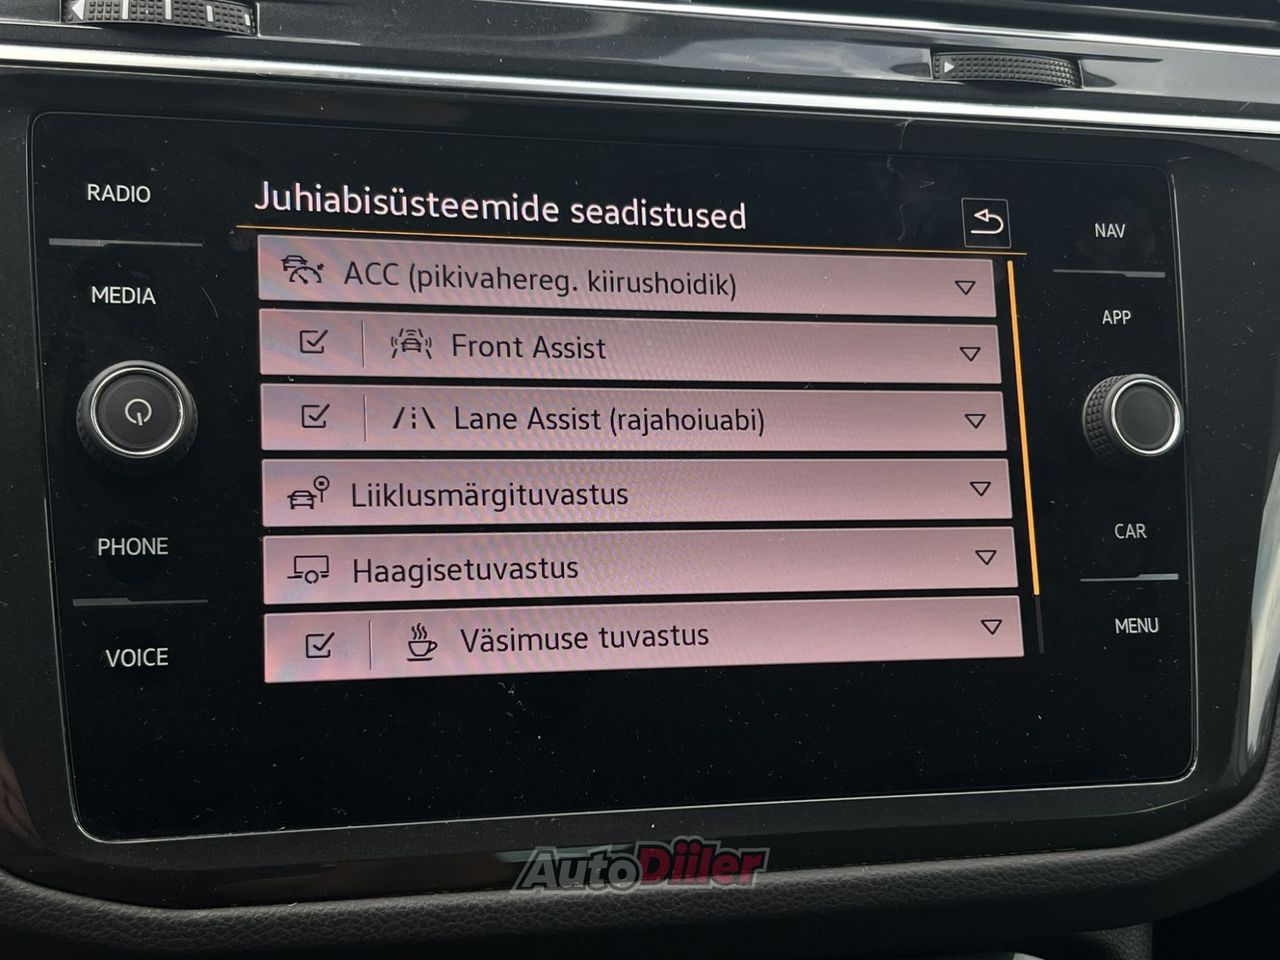 Juhiabisüsteemide seadistused
RADIO
MEDIA
PHONE
VOICE
ACC (pikivahereg. kiirushoidik)
Front Assist
Lane Assist (rajahoiuabi)
Liiklusmärgituvastus
Haagisetuvastus
Väsimuse tuvastus
NAV
APP
CAR
MENU
AutoDiiler